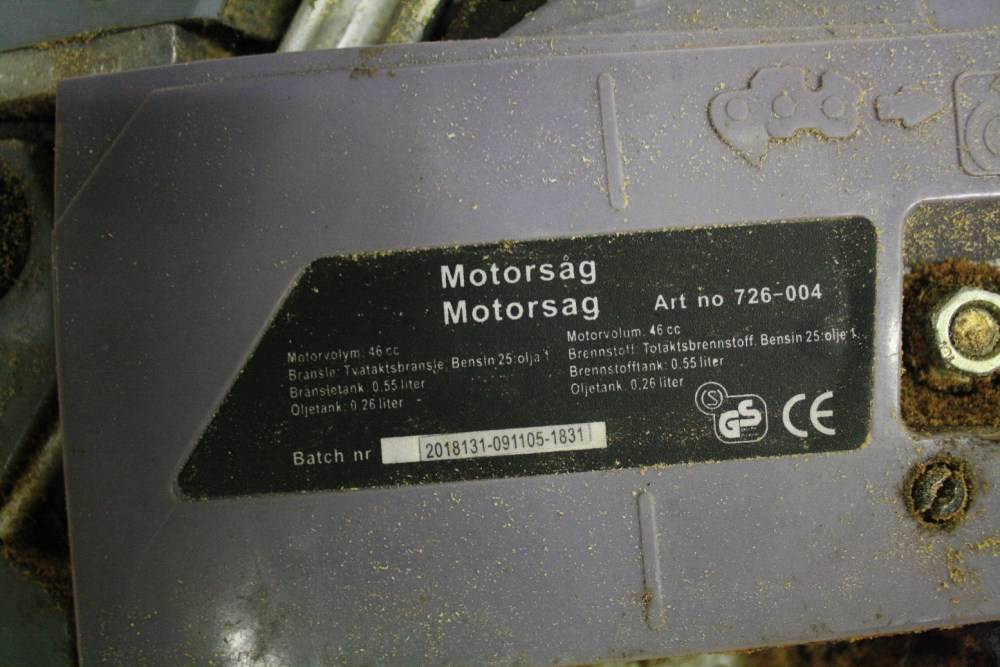 Motorsåg
Motorsag
Art no 726-004
Motorvolym: 46 cc
Bränsle: Tvåtaktsbränsje: Bensin 25:olja 1
Bränsletank: 0.55 liter
Oljetank: 0.26 liter
Motorvolum: 46 cc
Brennstoff: Totaktsbrennstoff. Bensin 25:olje 1
Brennstofftank: 0.55 liter
Oljetank: 0.26 liter
S
GS
CE
Batch nr 2018131-091105-1831